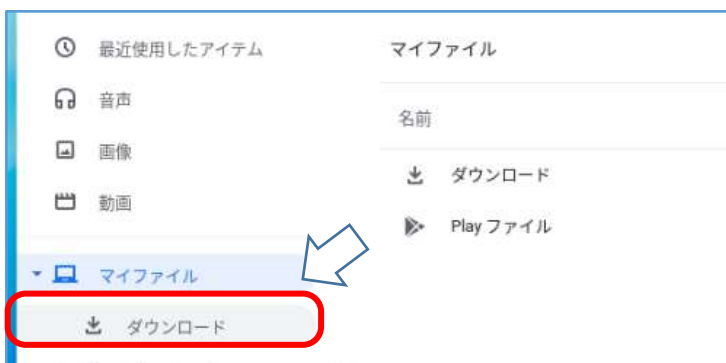 最近使用したアイテム
音声
画像
動画
マイファイル
ダウンロード
マイファイル
名前
ダウンロード
Play ファイル